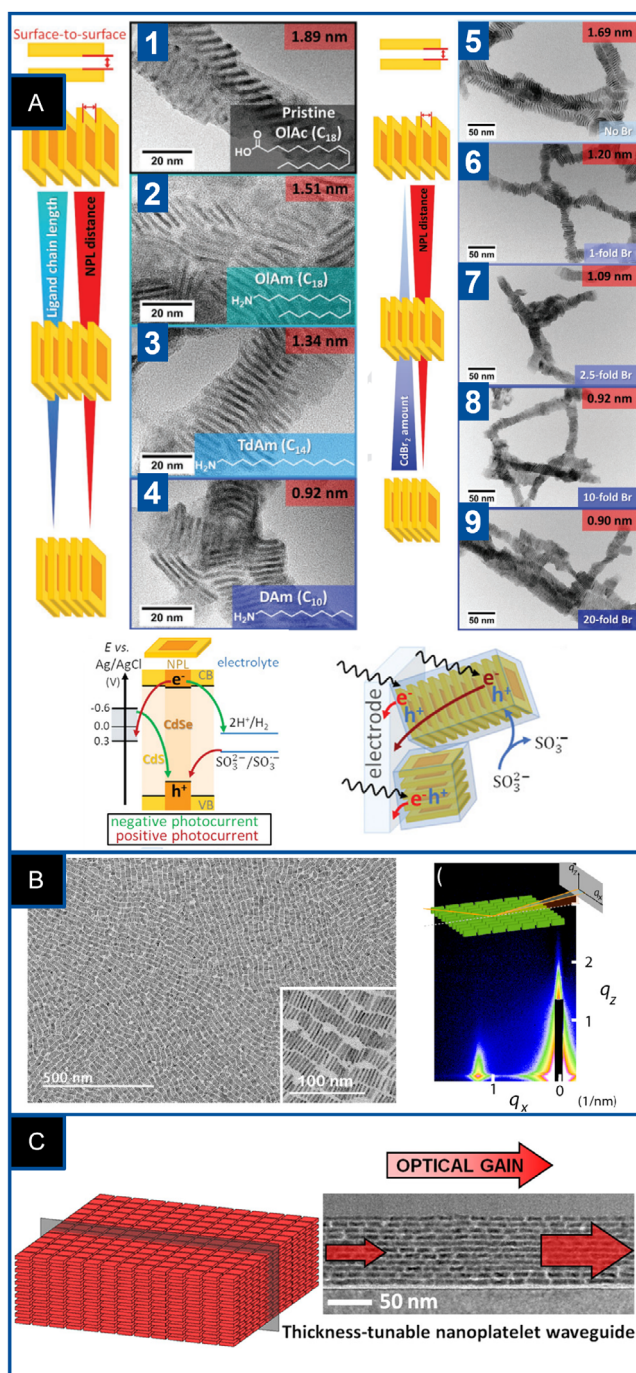 A
Surface-to-surface
Ligand chain length
NPL distance
1
1.89 nm
Pristine
OlAc (C18)
O
HO
20 nm
2
1.51 nm
OlAm (C18)
H2N
20 nm
3
1.34 nm
TdAm (C14)
H2N
20 nm
4
0.92 nm
DAm (C10)
H2N
20 nm
CdBr2 amount
NPL distance
5
1.69 nm
50 nm
No Br
6
1.20 nm
50 nm
1-fold Br
7
1.09 nm
50 nm
2.5-fold Br
8
0.92 nm
50 nm
10-fold Br
9
0.90 nm
50 nm
20-fold Br
E vs.
Ag/AgCl
(V)
-0.6
0.0
0.3
NPL
CB
electrolyte
e-
2H+/H2
CdSe
CdS
SO3 2−/SO3 •−
h+
VB
negative photocurrent
positive photocurrent
electrode
e-
h+
e-
h+
SO3 •−
SO3 2−
e- h+
B
500 nm
100 nm
(
qz
2
qz
1
1
0
qx
(1/nm)
C
OPTICAL GAIN
50 nm
Thickness-tunable nanoplatelet waveguide